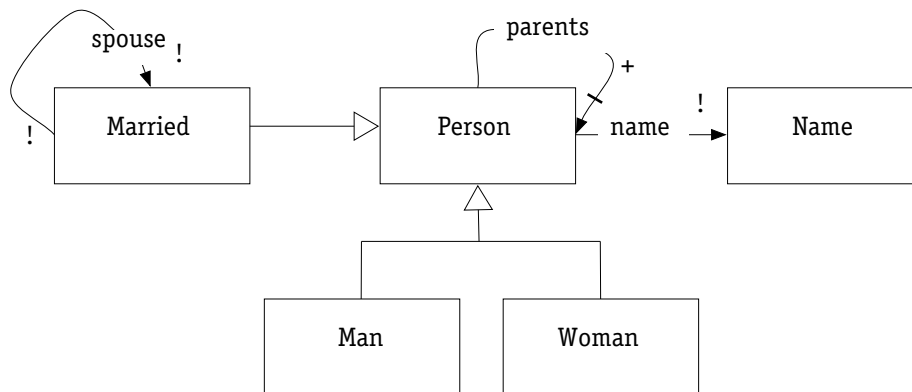 parents
spouse
!
+
!
Married
Person
name
Name
!
Man
Woman